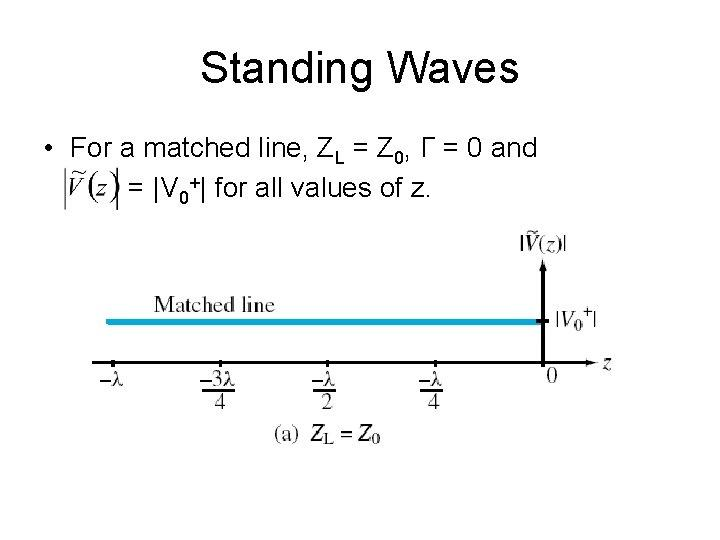 Standing Waves
• For a matched line, ZL = Z0, Γ = 0 and
|Ṽ(z)| = |V0+| for all values of z.
|Ṽ(z)|
Matched line
|V0+|
–λ –3λ/4 –λ/2 –λ/4 0 z
(a) ZL = Z0